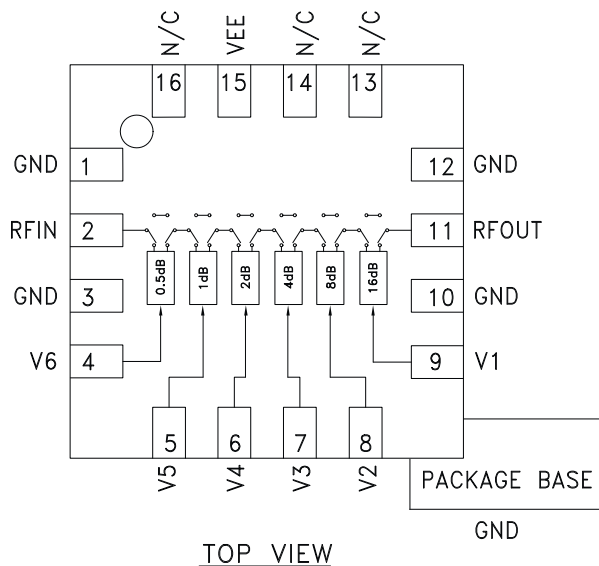 N/C VEE N/C N/C
16 15 14 13
GND 1 12 GND
RFIN 2 11 RFOUT
0.5dB 1dB 2dB 4dB 8dB 16dB
GND 3 10 GND
V6 4 9 V1
5 6 7 8
V5 V4 V3 V2
PACKAGE BASE
GND
TOP VIEW